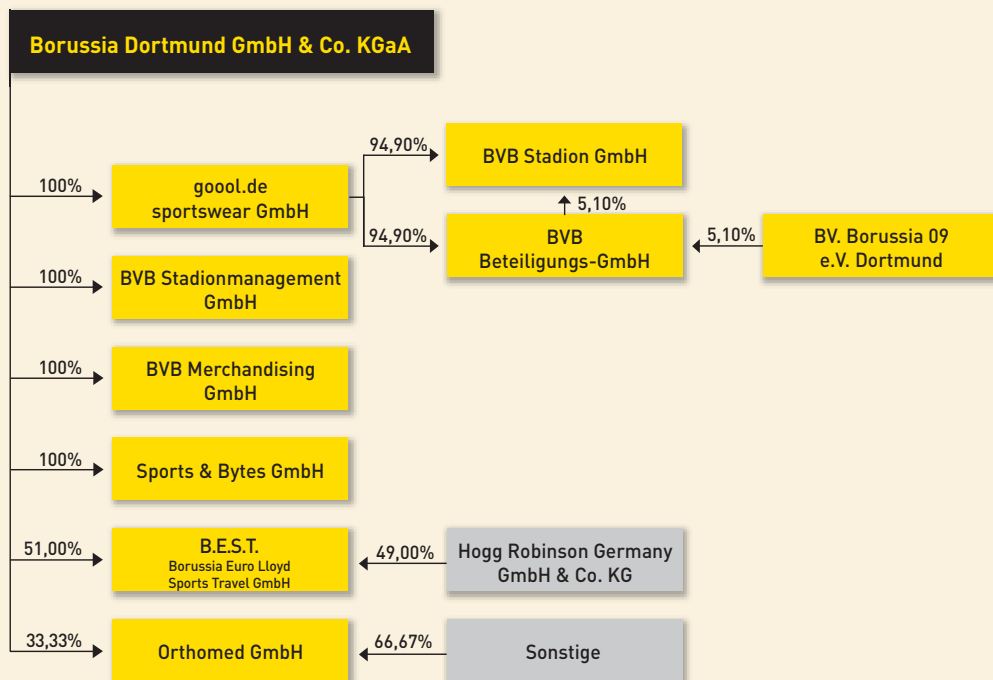 Borussia Dortmund GmbH & Co. KGaA
94,90%
BVB Stadion GmbH
100%
goool.de
sportswear GmbH
5,10%
94,90%
BVB
Beteiligungs-GmbH
5,10%
BV. Borussia 09
e.V. Dortmund
100%
BVB Stadionmanagement
GmbH
100%
BVB Merchandising
GmbH
100%
Sports & Bytes GmbH
51,00%
B.E.S.T.
Borussia Euro Lloyd
Sports Travel GmbH
49,00%
Hogg Robinson Germany
GmbH & Co. KG
33,33%
Orthomed GmbH
66,67%
Sonstige